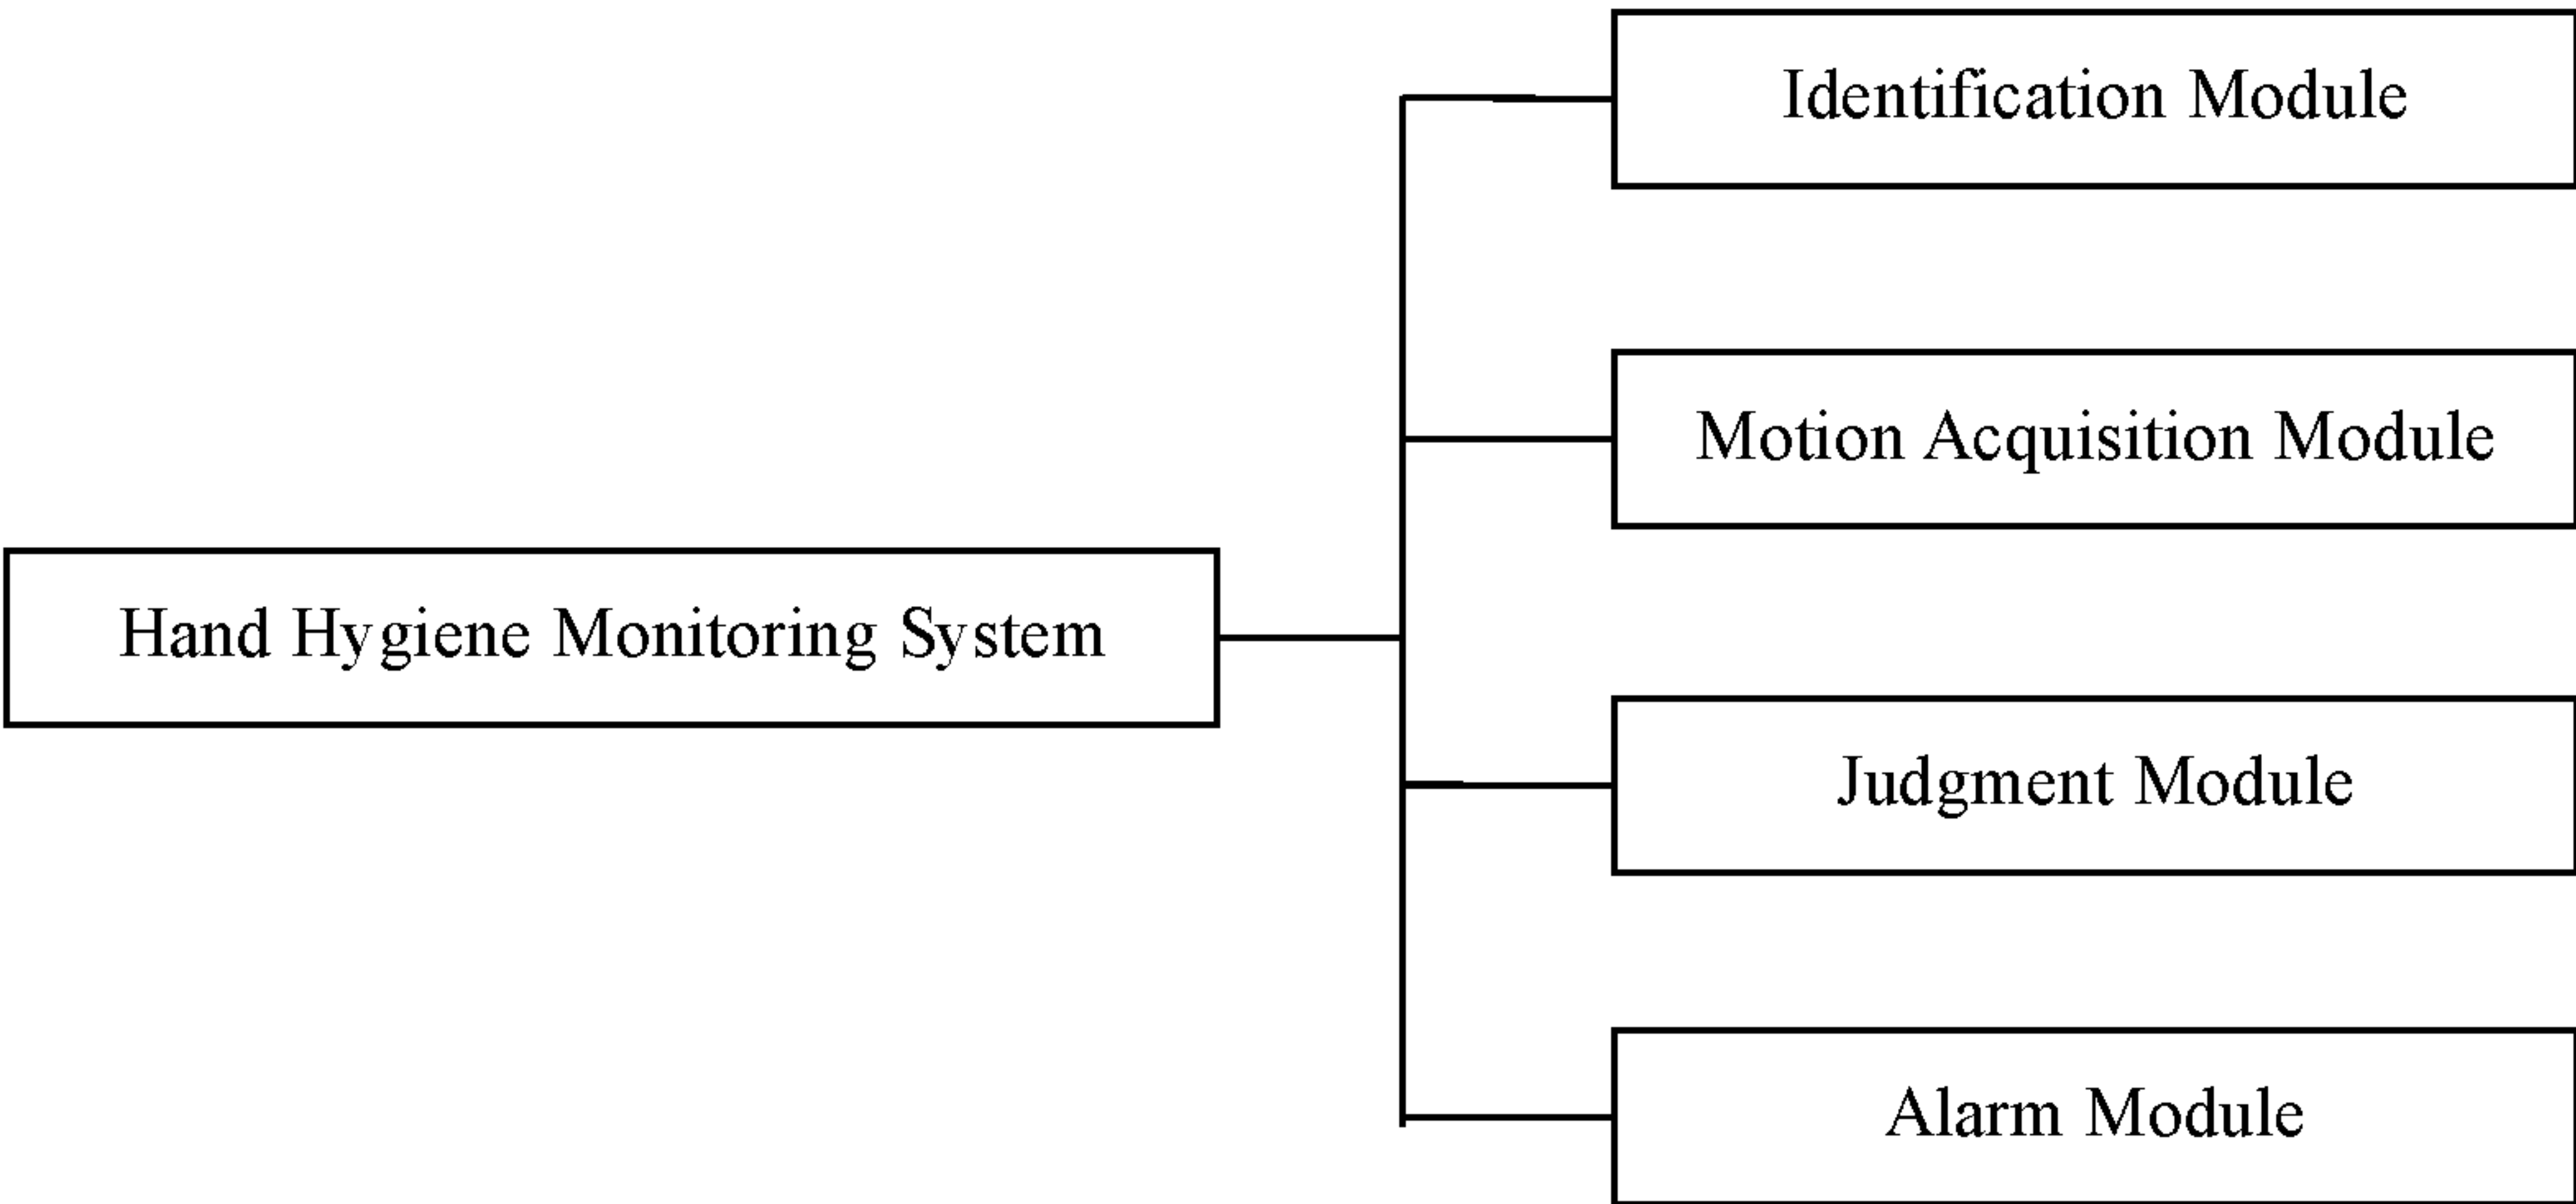 Identification Module
Motion Acquisition Module
Hand Hygiene Monitoring System
Judgment Module
Alarm Module